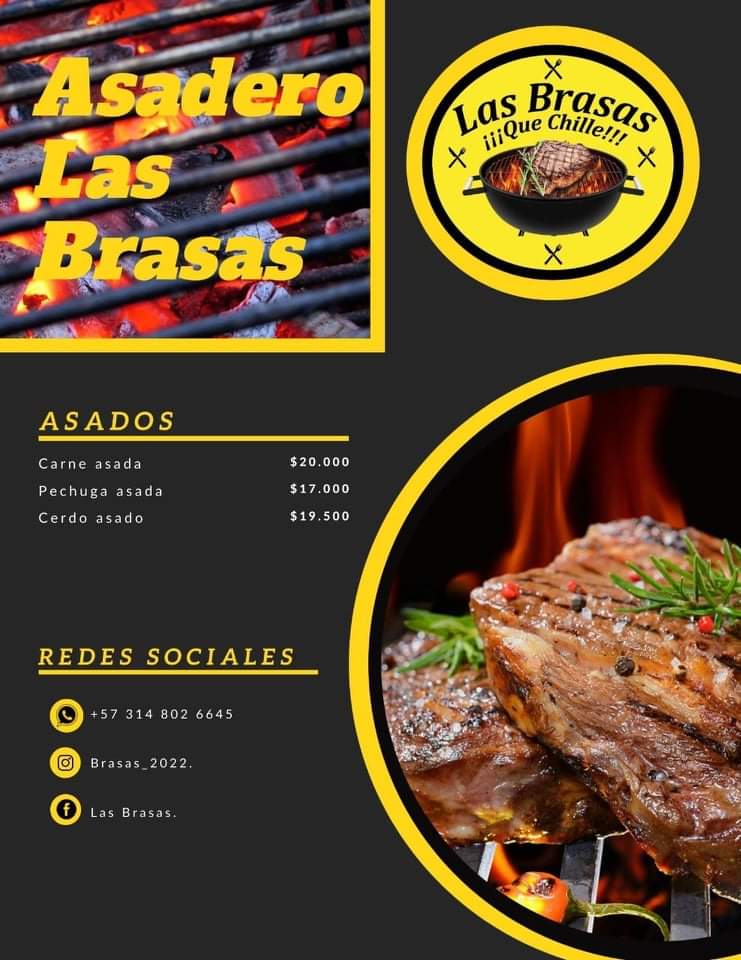 Asadero
Las
Brasas
Las Brasas
¡¡¡Que Chille!!!
ASADOS
Carne asada $20.000
Pechuga asada $17.000
Cerdo asado $19.500
REDES SOCIALES
+57 314 802 6645
Brasas_2022.
Las Brasas.